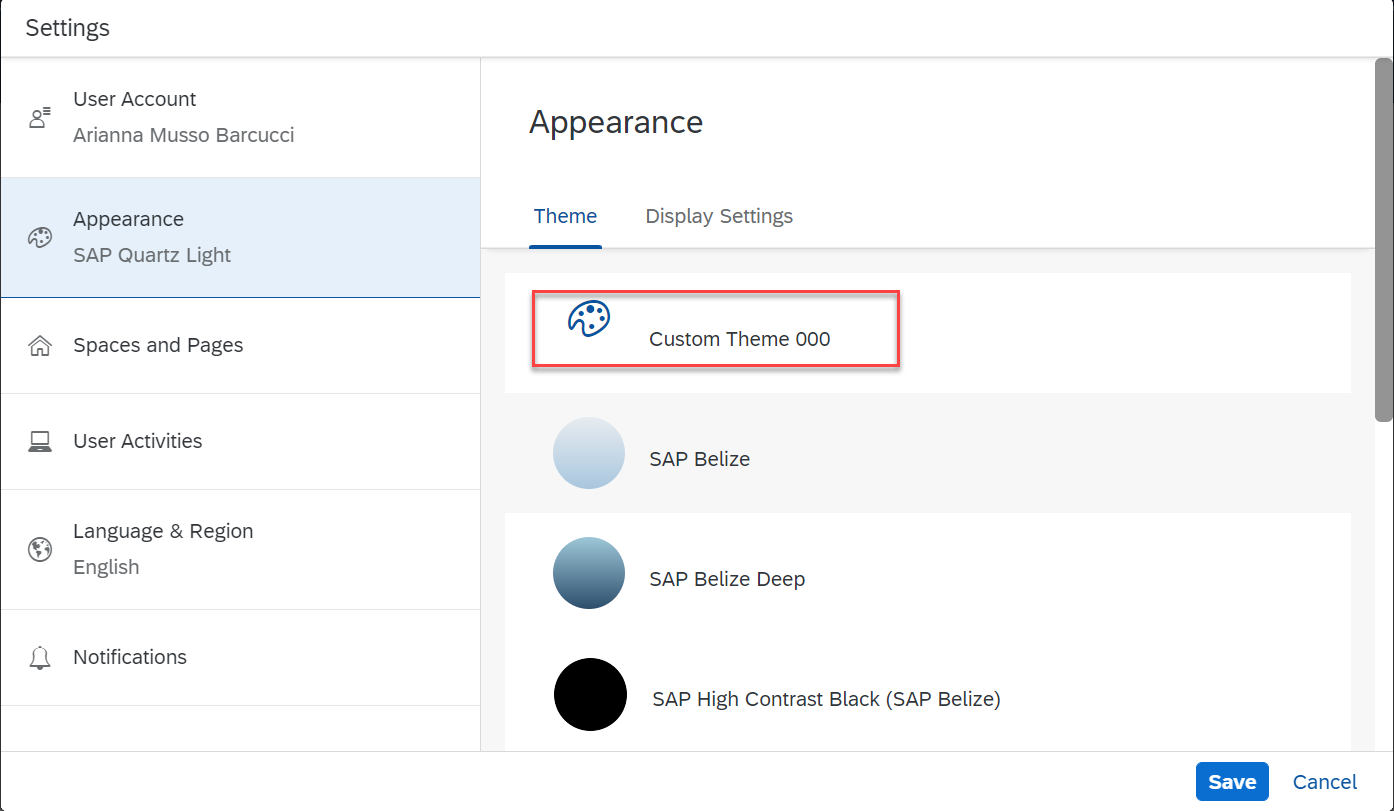 Settings
User Account
Arianna Musso Barcucci
Appearance
SAP Quartz Light
Spaces and Pages
User Activities
Language & Region
English
Notifications
Appearance
Theme
Display Settings
Custom Theme 000
SAP Belize
SAP Belize Deep
SAP High Contrast Black (SAP Belize)
Save
Cancel